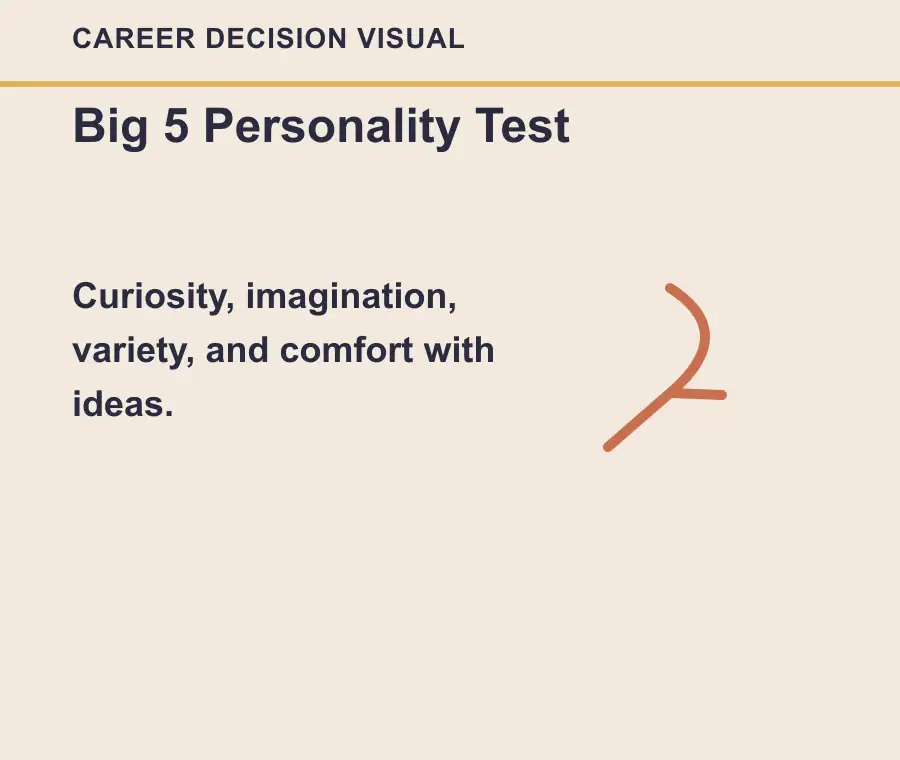 CAREER DECISION VISUAL
Big 5 Personality Test
Curiosity, imagination,
variety, and comfort with
ideas.